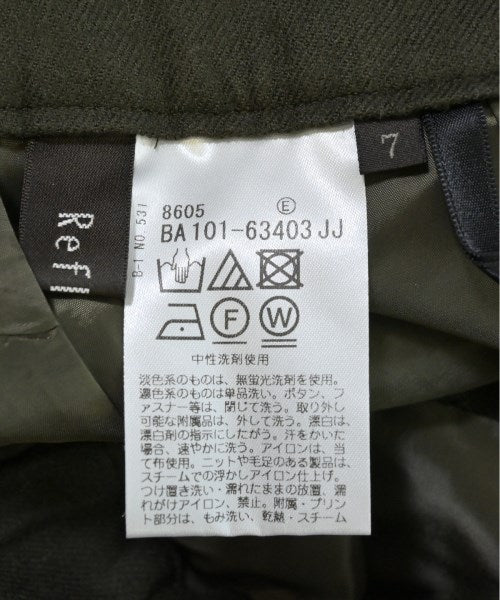 7
Refl
B-1 NO 531
8605 E
BA101-63403JJ
F W
中性洗剤使用
淡色系のものは、無蛍光洗剤を使用。
濃色系のものは単品洗い。ボタン、フ
ァスナー等は、閉じて洗う。取り外し
可能な附属品は、外して洗う。漂白は、
漂白剤の指示にしたがう。汗をかいた
場合、速やかに洗う。アイロンは、当
て布使用。ニットや毛足のある製品は、
スチームでの浮かしアイロン仕上げ。
つけ置き洗い・濡れたままの放置、濡
れがけアイロン、禁止。附属・プリン
ト部分は、もみ洗い、乾熱・スチーム